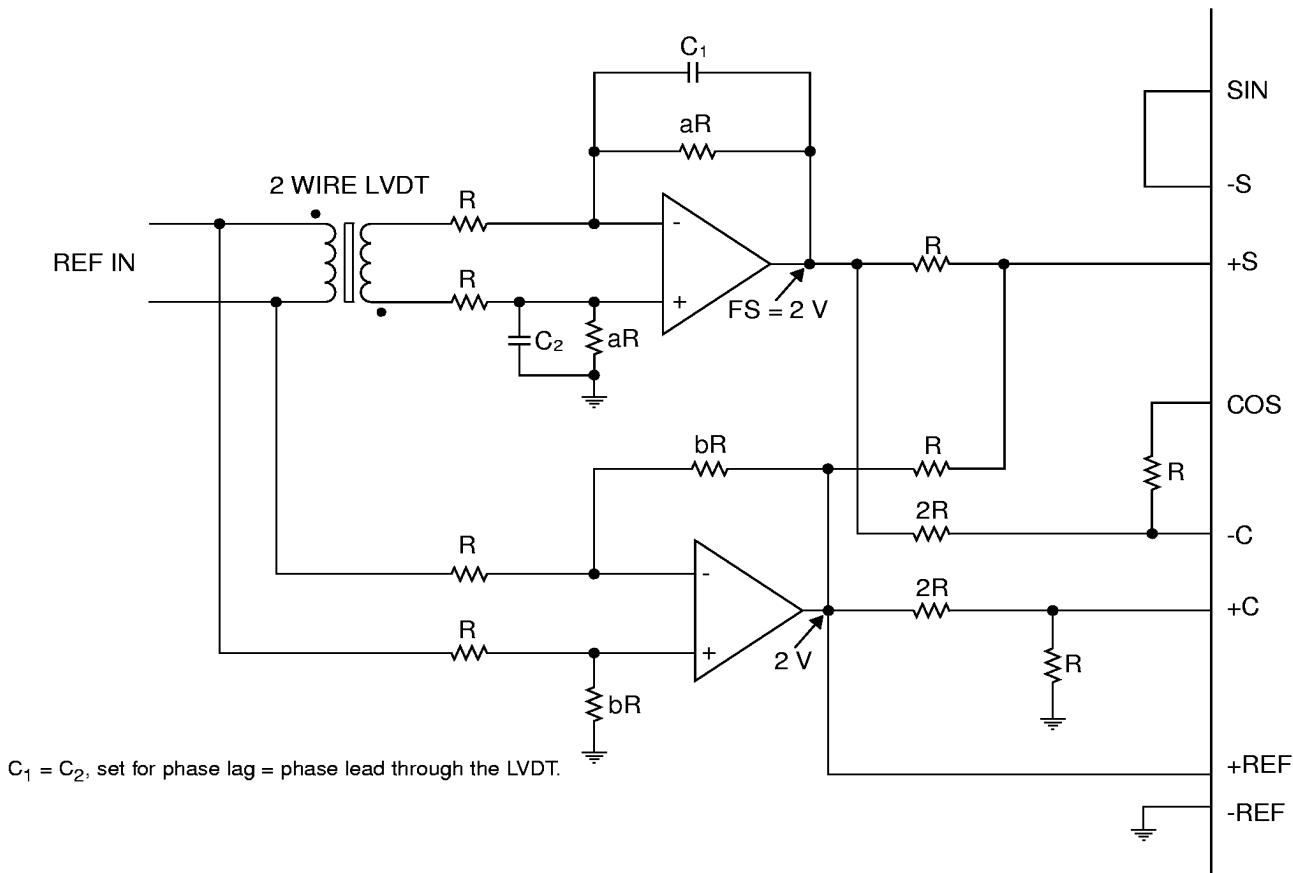 C₁
SIN
aR
2 WIRE LVDT
-S
R
-
REF IN
R
+S
R
+
FS = 2 V
C₂
aR
COS
bR
R
R
2R
-C
R
-
2R
+C
R
+
2 V
R
bR
C₁ = C₂, set for phase lag = phase lead through the LVDT.
+REF
-REF